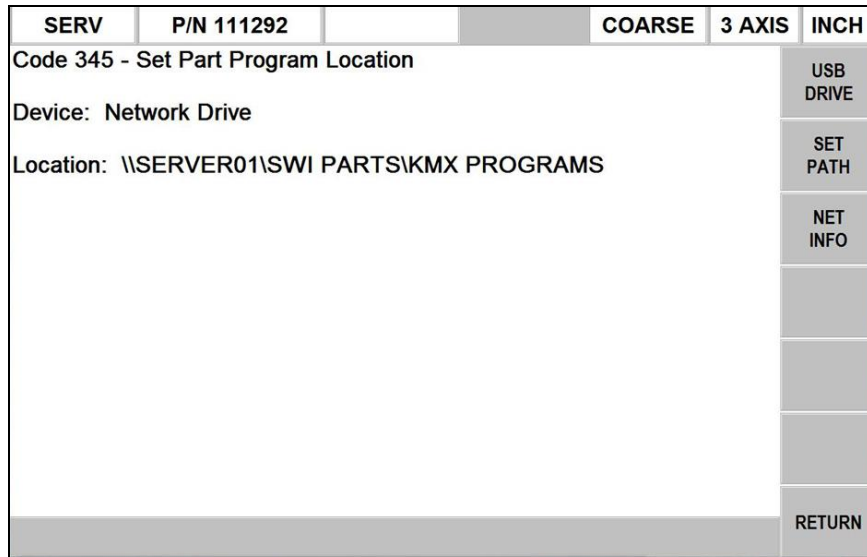 SERV P/N 111292 COARSE 3 AXIS INCH
Code 345 - Set Part Program Location
Device: Network Drive
Location: \\SERVER01\SWI PARTS\KMX PROGRAMS
USB
DRIVE
SET
PATH
NET
INFO
RETURN